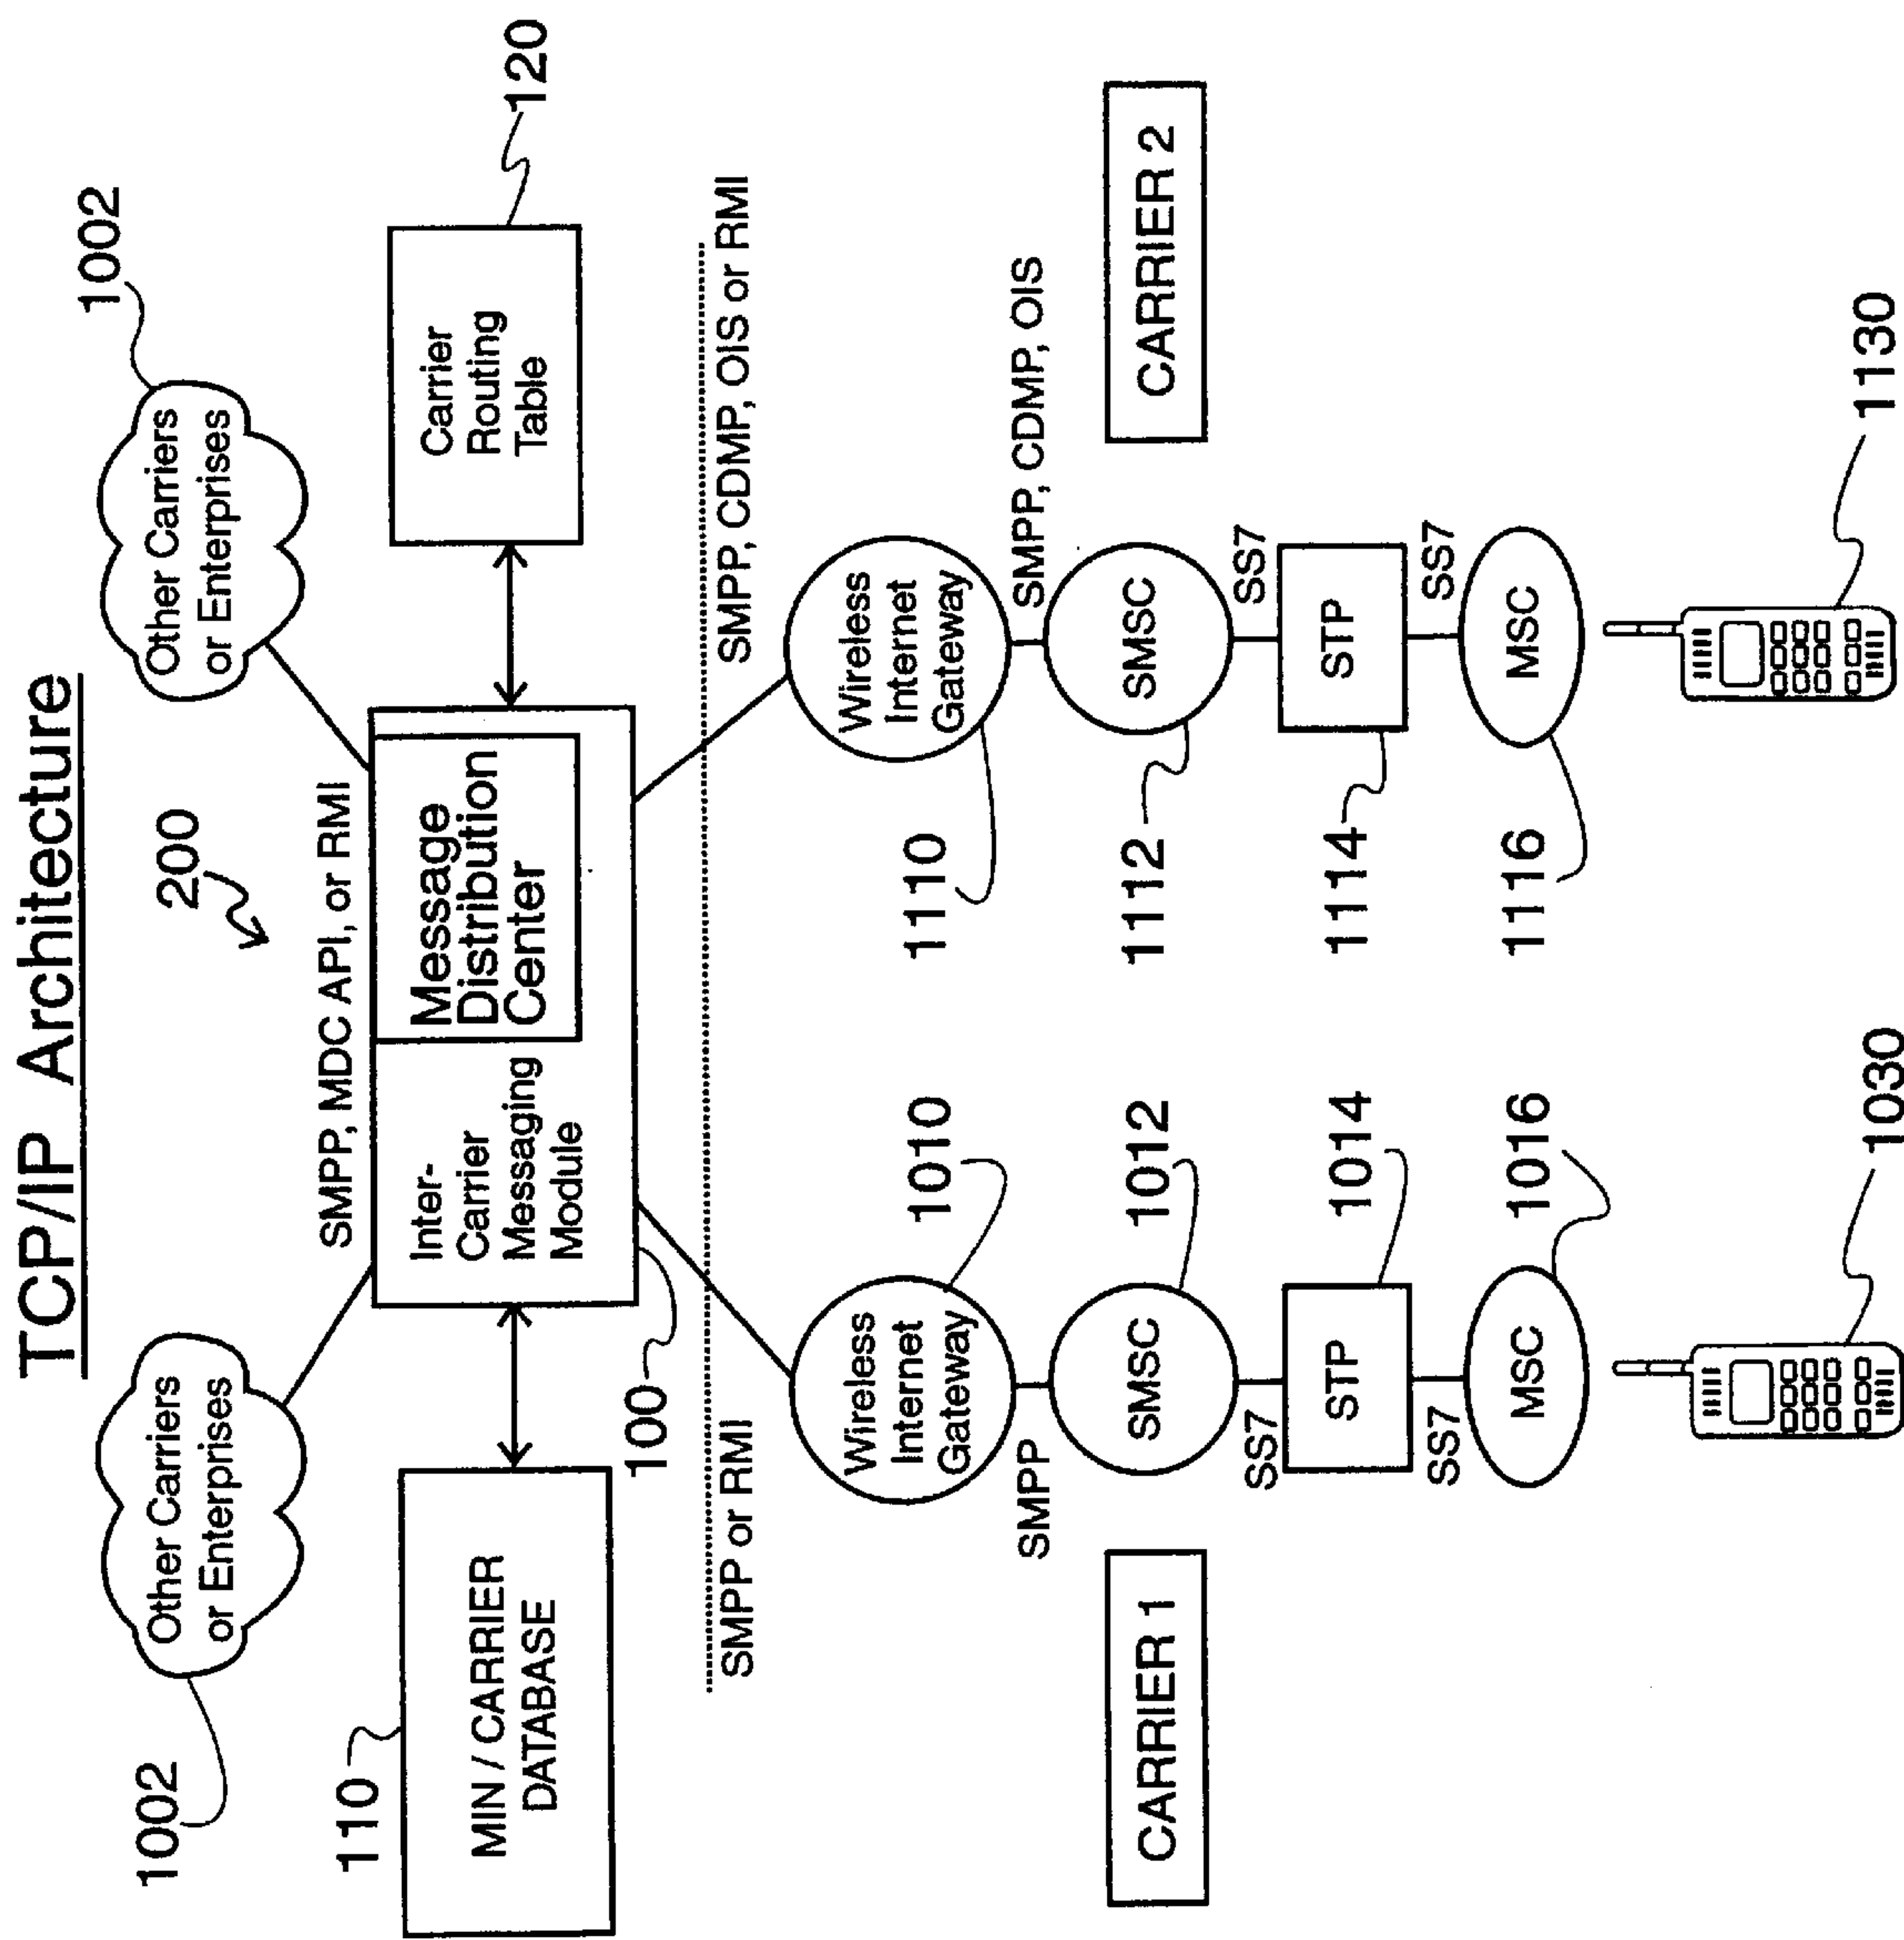 TCP/IP Architecture
200
1002
Other Carriers
or Enterprises
1002
Other Carriers
or Enterprises
SMPP, MDC API, or RMI
110
MIN / CARRIER
DATABASE
Inter-
Carrier
Messaging
Module
Message
Distribution
Center
100
Carrier
Routing
Table
120
SMPP or RMI
SMPP, CDMP, OIS or RMI
Wireless
Internet
Gateway
1010
SMPP
SMSC
1012
SS7
STP
1014
SS7
MSC
1016
1030
CARRIER 1
Wireless
Internet
Gateway
1110
SMPP, CDMP, OIS
SMSC
1112
SS7
STP
1114
SS7
MSC
1116
1130
CARRIER 2